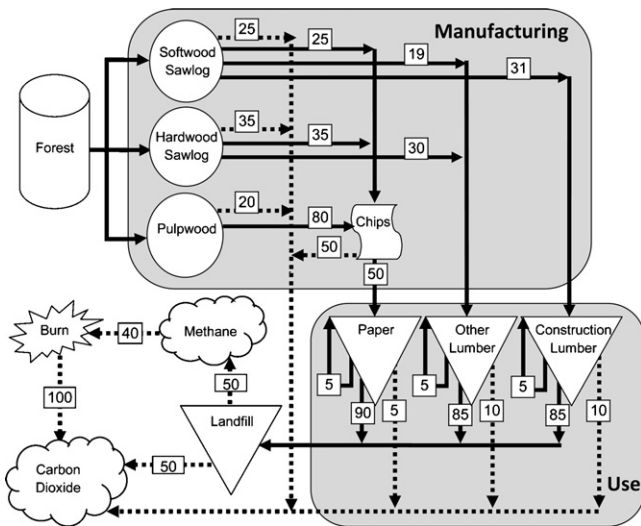 Manufacturing
25
25
19
31
Softwood
Sawlog
35
35
30
Hardwood
Sawlog
Forest
20
80
Pulpwood
Chips
50
50
Burn
40
Methane
Paper
Other
Lumber
Construction
Lumber
5
5
5
100
50
90
5
85
10
85
10
Landfill
Carbon
Dioxide
50
Use